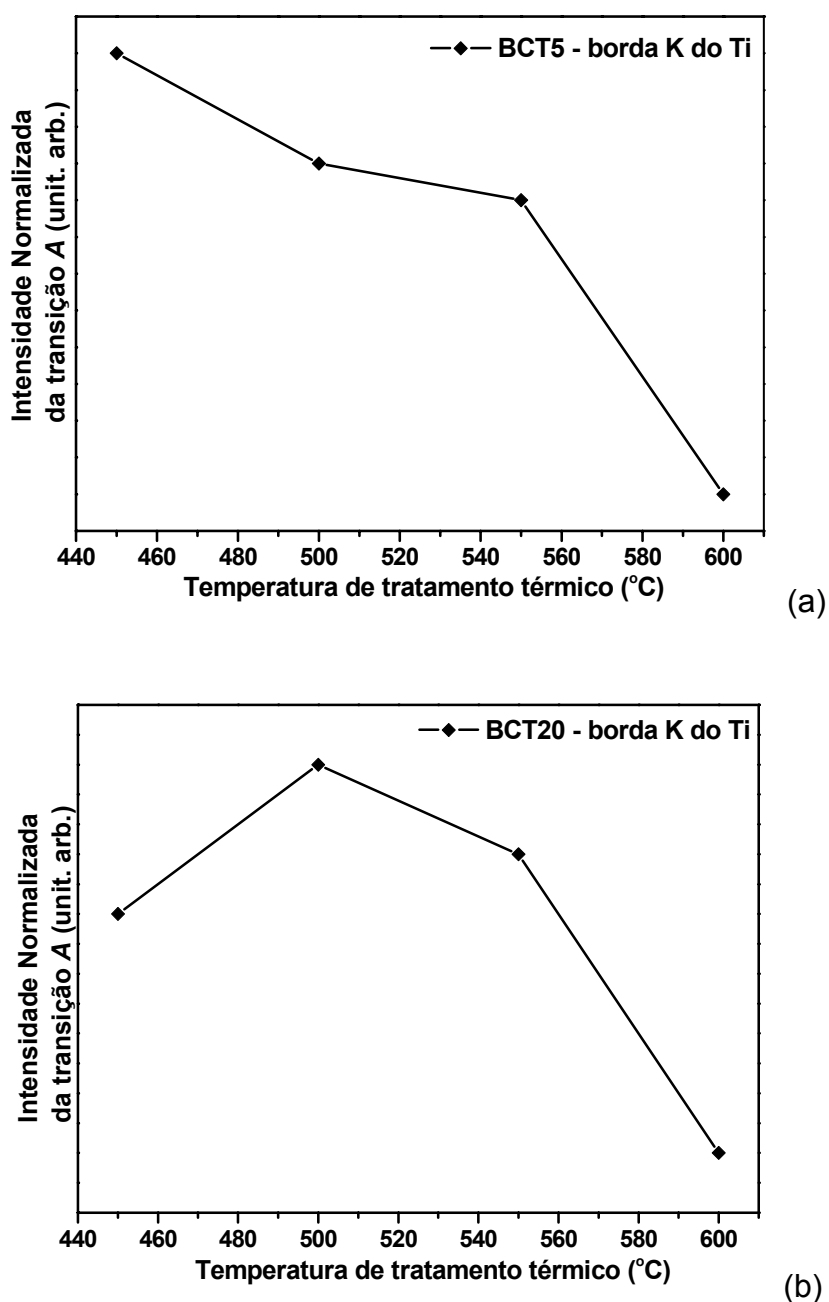 BCT5 - borda K do Ti
Intensidade Normalizada
da transição A (unit. arb.)
440 460 480 500 520 540 560 580 600
Temperatura de tratamento térmico (°C)
(a)
BCT20 - borda K do Ti
Intensidade Normalizada
da transição A (unit. arb.)
440 460 480 500 520 540 560 580 600
Temperatura de tratamento térmico (°C)
(b)